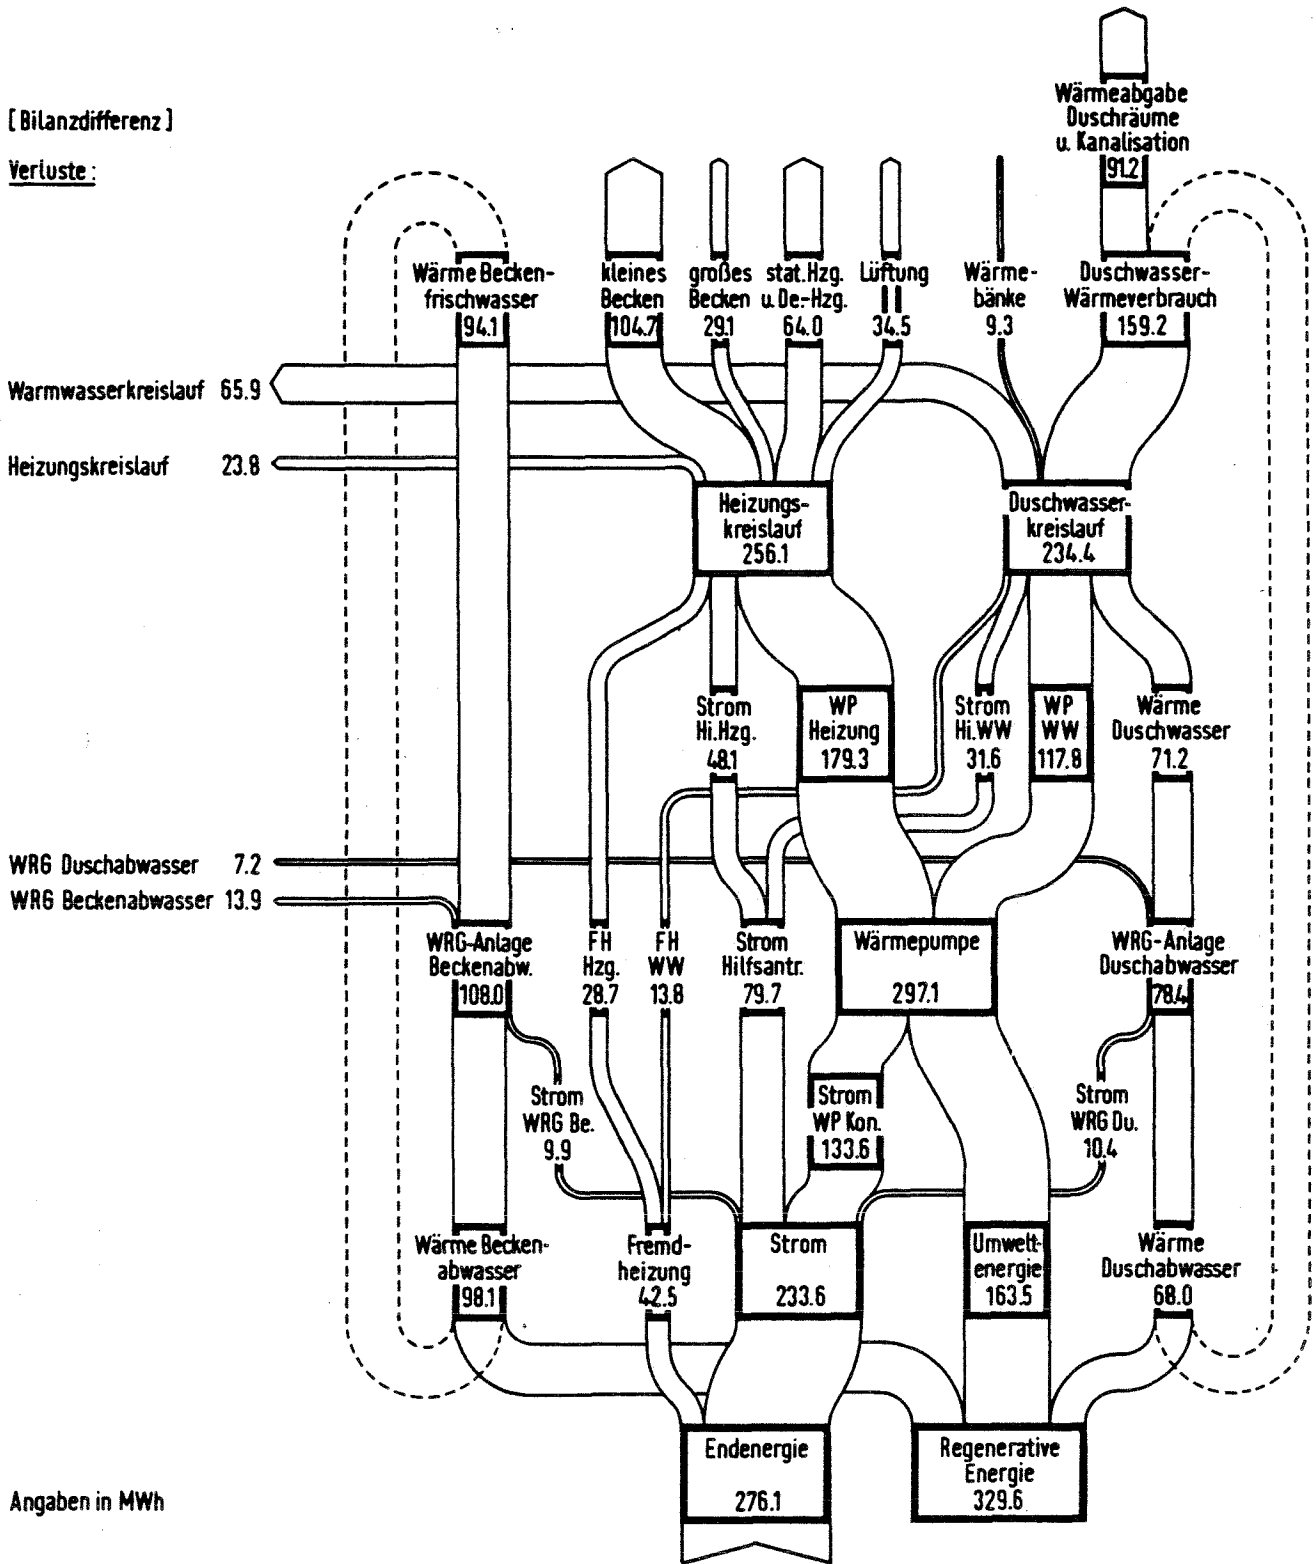 Wärmeabgabe
Duschräume
u. Kanalisation
91.2
[Bilanzdifferenz]
Verluste:
Wärme Becken-
frischwasser
94.1
kleines
Becken
104.7
großes
Becken
29.1
stat.Hzg.
u. De.-Hzg.
64.0
Lüftung
34.5
Wärme-
bänke
9.3
Duschwasser-
Wärmeverbrauch
159.2
Warmwasserkreislauf 65.9
Heizungskreislauf 23.8
Heizungs-
kreislauf
256.1
Duschwasser-
kreislauf
234.4
Strom
Hi.Hzg.
48.1
WP
Heizung
179.3
Strom
Hi.WW
31.6
WP
WW
117.8
Wärme
Duschwasser
71.2
WRG Duschabwasser 7.2
WRG Beckenabwasser 13.9
WRG-Anlage
Beckenabw.
108.0
FH
Hzg.
28.7
FH
WW
13.8
Strom
Hilfsantr.
79.7
Wärmepumpe
297.1
WRG-Anlage
Duschabwasser
78.4
Strom
WRG Be.
9.9
Strom
WP Kon.
133.6
Strom
WRG Du.
10.4
Wärme Becken-
abwasser
98.1
Fremd-
heizung
42.5
Strom
233.6
Umwelt-
energie
163.5
Wärme
Duschabwasser
68.0
Endenergie
276.1
Regenerative
Energie
329.6
Angaben in MWh